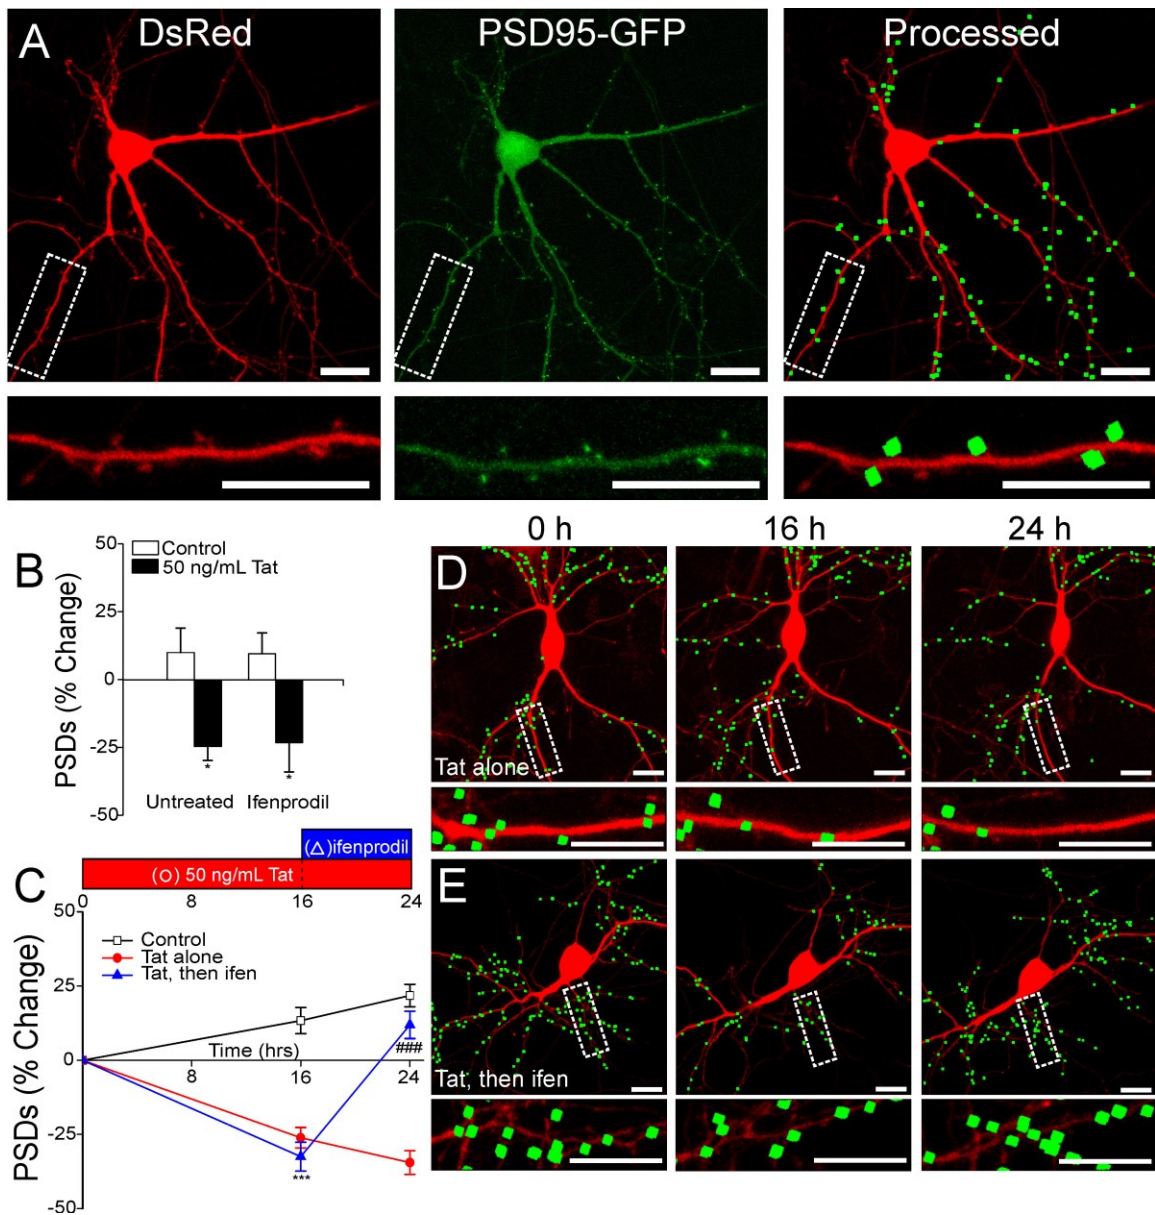 A
DsRed
PSD95-GFP
Processed
B
50
25
0
-25
-50
PSDs (% Change)
Control
50 ng/mL Tat
*
*
Untreated
Ifenprodil
(△)ifenprodil
(○) 50 ng/mL Tat
0
8
16
24
C
50
25
0
-25
-50
PSDs (% Change)
Control
Tat alone
Tat, then ifen
Time (hrs)
8
16
24
###
***
0 h
16 h
24 h
D
Tat alone
E
Tat, then ifen